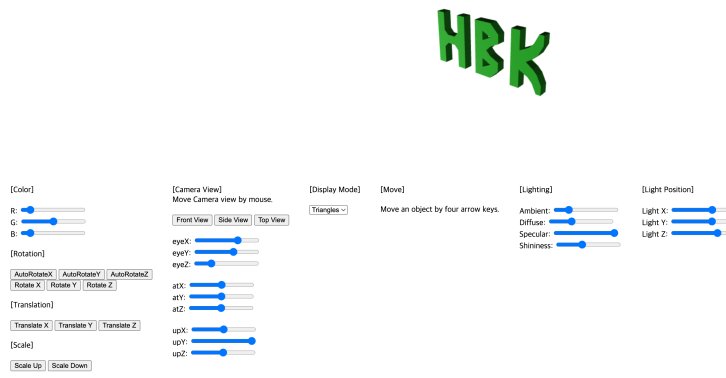 HBK
[Color]
R:
G:
B:
[Rotation]
AutoRotateX AutoRotateY AutoRotateZ
Rotate X Rotate Y Rotate Z
[Translation]
Translate X Translate Y Translate Z
[Scale]
Scale Up Scale Down
[Camera View]
Move Camera view by mouse.
Front View Side View Top View
eyeX:
eyeY:
eyeZ:
atX:
atY:
atZ:
upX:
upY:
upZ:
[Display Mode]
Triangles
[Move]
Move an object by four arrow keys.
[Lighting]
Ambient:
Diffuse:
Specular:
Shininess:
[Light Position]
Light X:
Light Y:
Light Z: